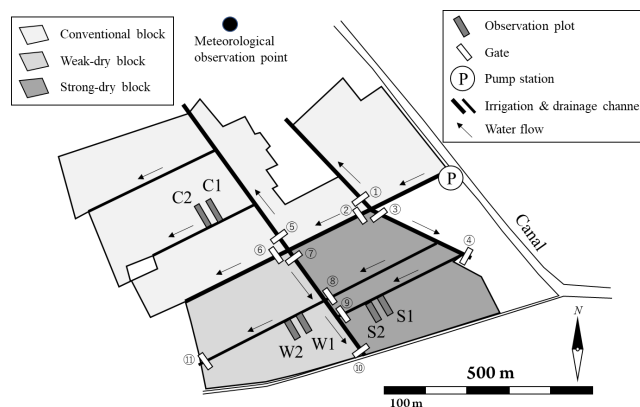 Conventional block
Weak-dry block
Strong-dry block
Meteorological
observation point
Observation plot
Gate
P
Pump station
Irrigation & drainage channe
Water flow
P
Canal
C2
C1
①
②
③
④
⑤
⑥
⑦
⑧
⑨
⑩
⑪
S1
S2
W1
W2
N
500 m
100 m